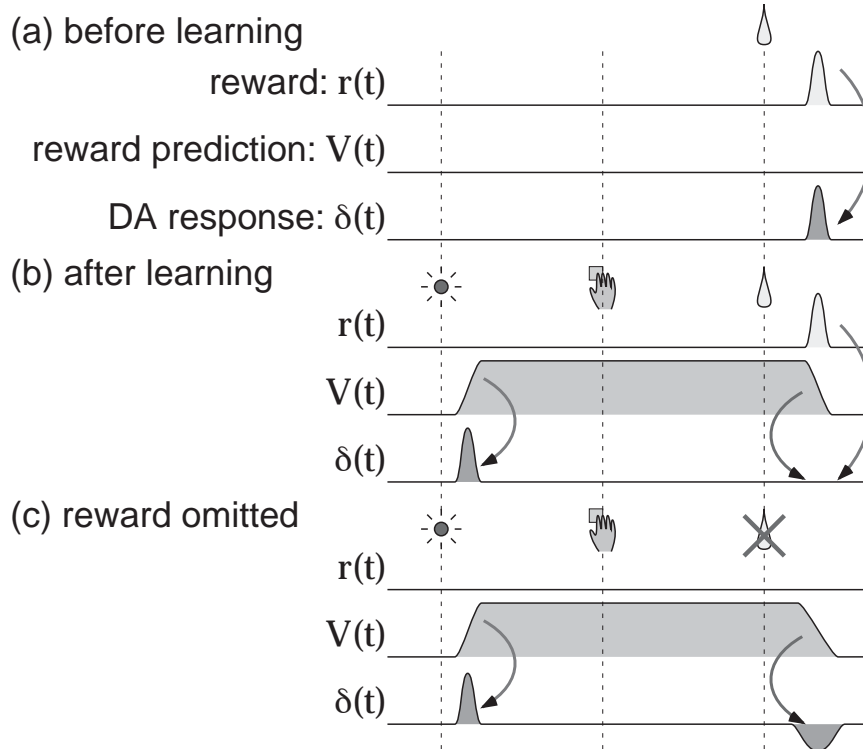 (a) before learning
reward: r(t)
reward prediction: V(t)
DA response: δ(t)
(b) after learning
r(t)
V(t)
δ(t)
(c) reward omitted
r(t)
V(t)
δ(t)